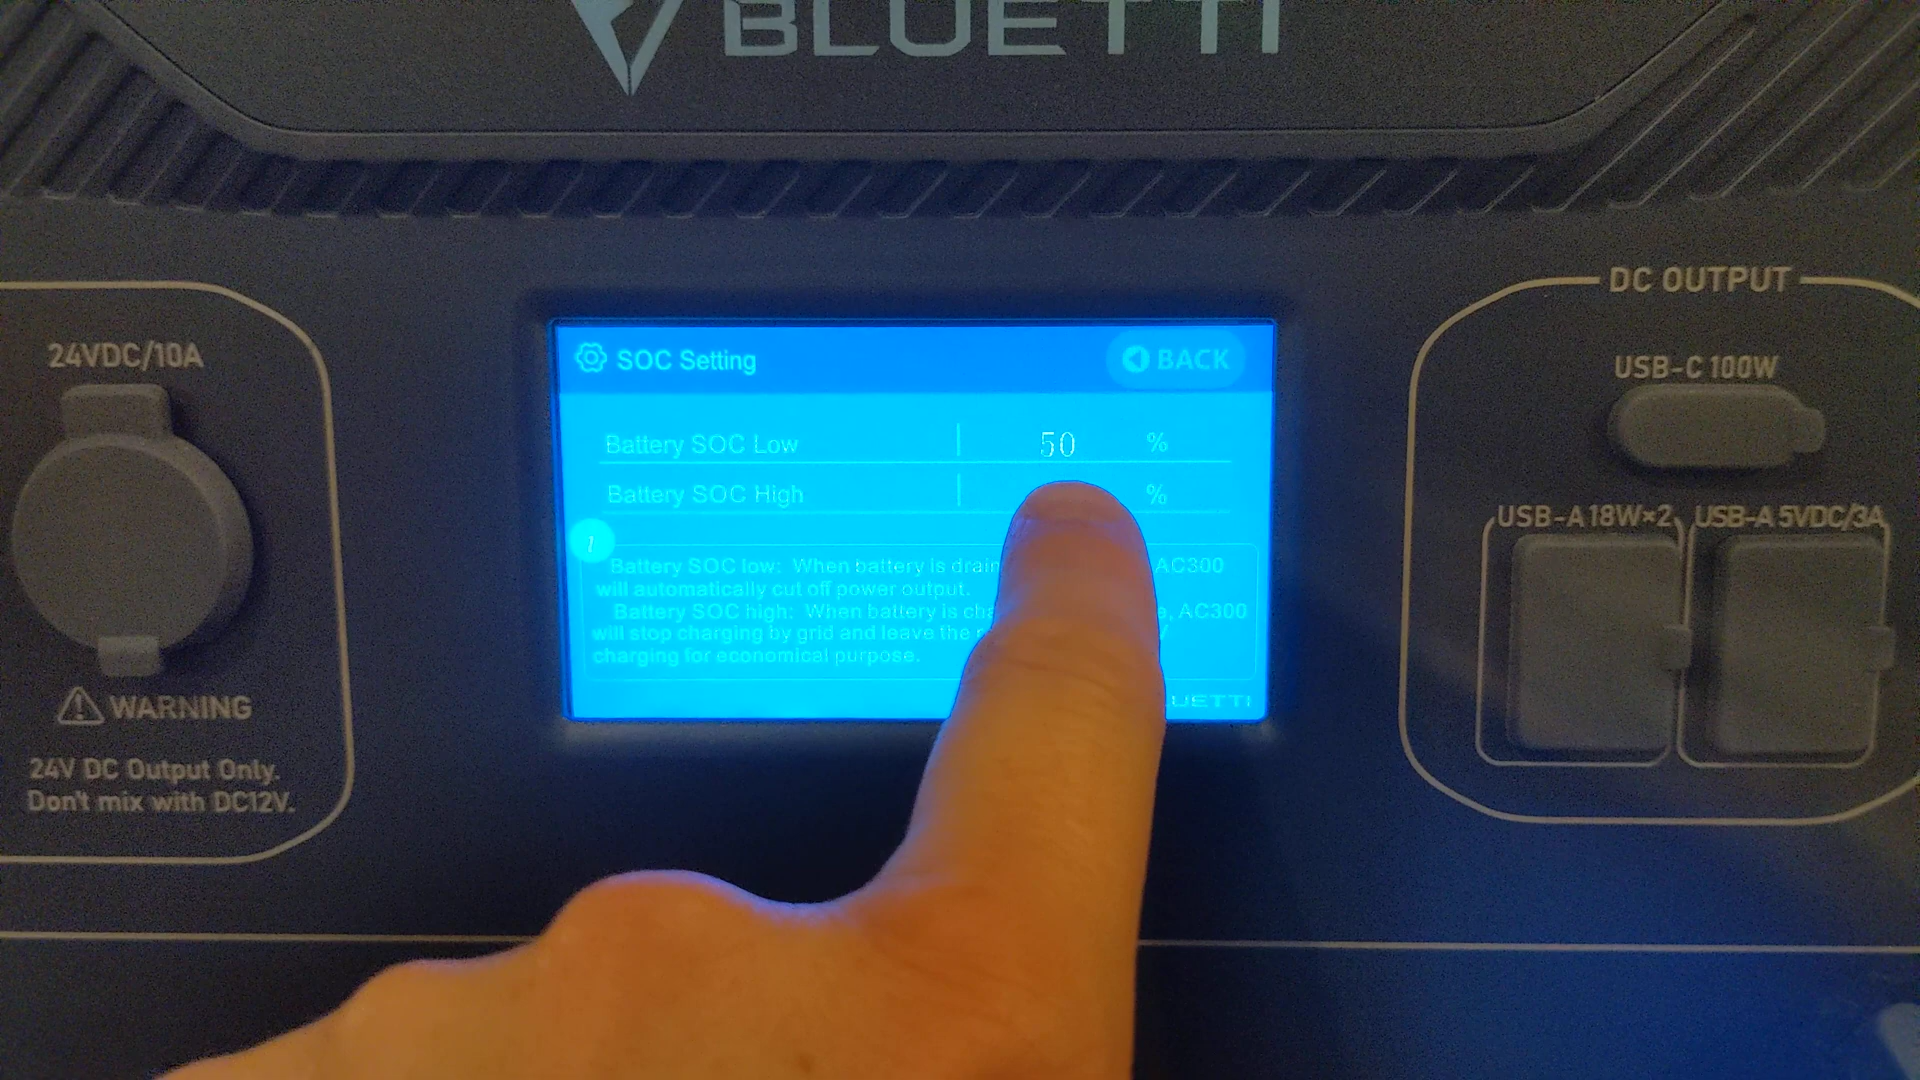 BLUETTI
24VDC/10A
WARNING
24V DC Output Only.
Don't mix with DC12V.
SOC Setting
BACK
Battery SOC Low 50 %
Battery SOC High %
i
Battery SOC low: When battery is AC300
will automatically cut off power output.
Battery SOC high: When battery is AC300
will stop charging by grid and leave the
charging for economical purpose.
DC OUTPUT
USB-C 100W
USB-A 18W×2
USB-A 5VDC/3A